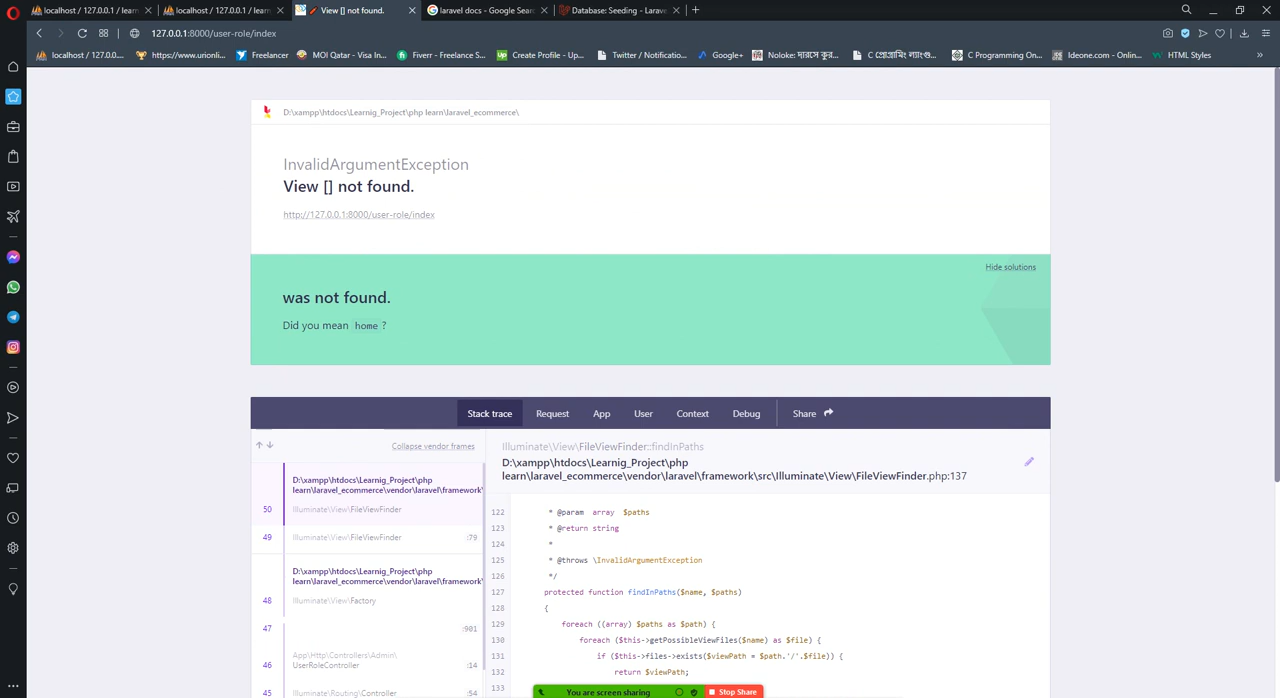 localhost / 127.0.0.1 / learn
localhost / 127.0.0.1 / learn
View [] not found.
laravel docs - Google Sear
Database: Seeding - Larave
127.0.0.1:8000/user-role/index
localhost / 127.0.0....
https://www.urionli...
Freelancer
MOI Qatar - Visa In...
Fiverr - Freelance S...
Create Profile - Up...
Twitter / Notificatio...
Google+
Noloke: দারসে কুর...
C প্রোগ্রামিং ল্যাংগু...
C Programming On...
Ideone.com - Onlin...
HTML Styles
D:\xampp\htdocs\Learnig_Project\php learn\laravel_ecommerce\
InvalidArgumentException
View [] not found.
http://127.0.0.1:8000/user-role/index
Hide solutions
was not found.
Did you mean home ?
Stack trace
Request
App
User
Context
Debug
Share
Collapse vendor frames
D:\xampp\htdocs\Learnig_Project\php
learn\laravel_ecommerce\vendor\laravel\framework\
50 Illuminate\View\FileViewFinder
49 Illuminate\View\FileViewFinder :79
D:\xampp\htdocs\Learnig_Project\php
learn\laravel_ecommerce\vendor\laravel\framework\
48 Illuminate\View\Factory
47 :901
App\Http\Controllers\Admin\
46 UserRoleController :14
45 Illuminate\Routing\Controller :54
Illuminate\View\FileViewFinder::findInPaths
D:\xampp\htdocs\Learnig_Project\php
learn\laravel_ecommerce\vendor\laravel\framework\src\Illuminate\View\FileViewFinder.php:137
122 * @param  array  $paths
123 * @return string
124 *
125 * @throws \InvalidArgumentException
126 */
127 protected function findInPaths($name, $paths)
128 {
129 foreach ((array) $paths as $path) {
130 foreach ($this->getPossibleViewFiles($name) as $file) {
131 if ($this->files->exists($viewPath = $path.'/'.$file)) {
132 return $viewPath;
133
You are screen sharing
Stop Share